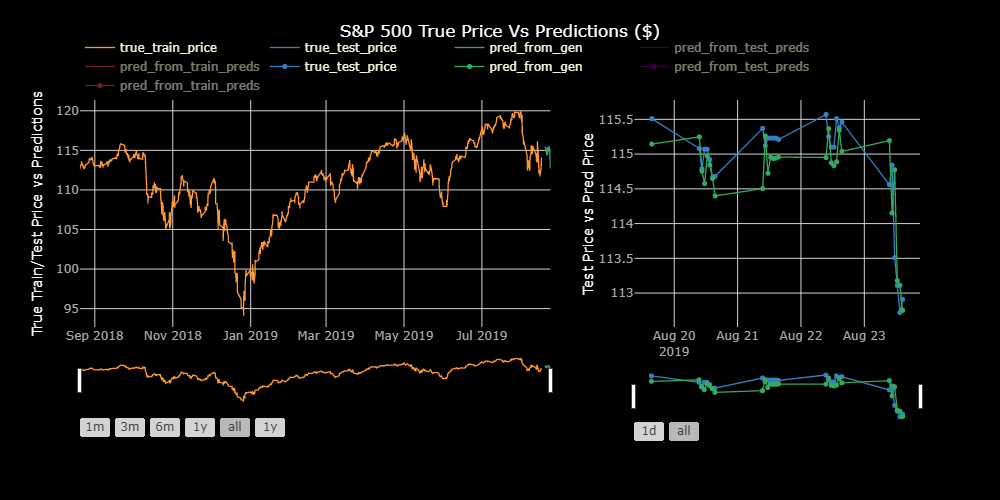 S&P 500 True Price Vs Predictions ($)
true_train_price true_test_price pred_from_gen pred_from_test_preds
pred_from_train_preds true_test_price pred_from_gen pred_from_test_preds
pred_from_train_preds
True Train/Test Price vs Predictions
120
115
110
105
100
95
Sep 2018 Nov 2018 Jan 2019 Mar 2019 May 2019 Jul 2019
1m 3m 6m 1y all 1y
Test Price vs Pred Price
115.5
115
114.5
114
113.5
113
Aug 20 Aug 21 Aug 22 Aug 23
2019
1d all